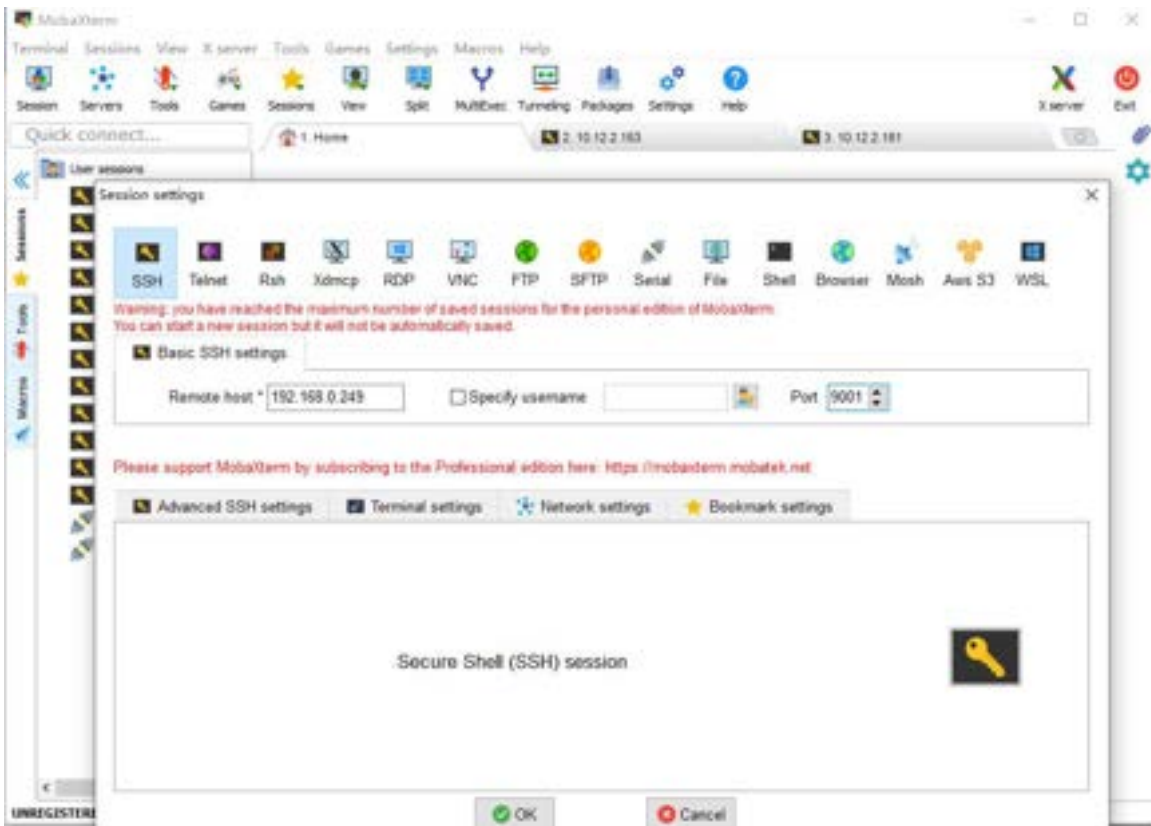 MobaXterm
Terminal Sessions View X server Tools Games Settings Macros Help
Session Servers Tools Games Sessions View Split MultiExec Tunneling Packages Settings Help X server Exit
Quick connect...
1. Home
2. 10.12.2.163
3. 10.12.2.181
User sessions
Sessions
Tools
Macros
Session settings
SSH Telnet Rsh Xdmcp RDP VNC FTP SFTP Serial File Shell Browser Mosh Aws S3 WSL
Warning: you have reached the maximum number of saved sessions for the personal edition of MobaXterm.
You can start a new session but it will not be automatically saved.
Basic SSH settings
Remote host * 192.168.0.249 Specify username Port 9001
Please support MobaXterm by subscribing to the Professional edition here: https://mobaxterm.mobatek.net
Advanced SSH settings Terminal settings Network settings Bookmark settings
Secure Shell (SSH) session
OK Cancel